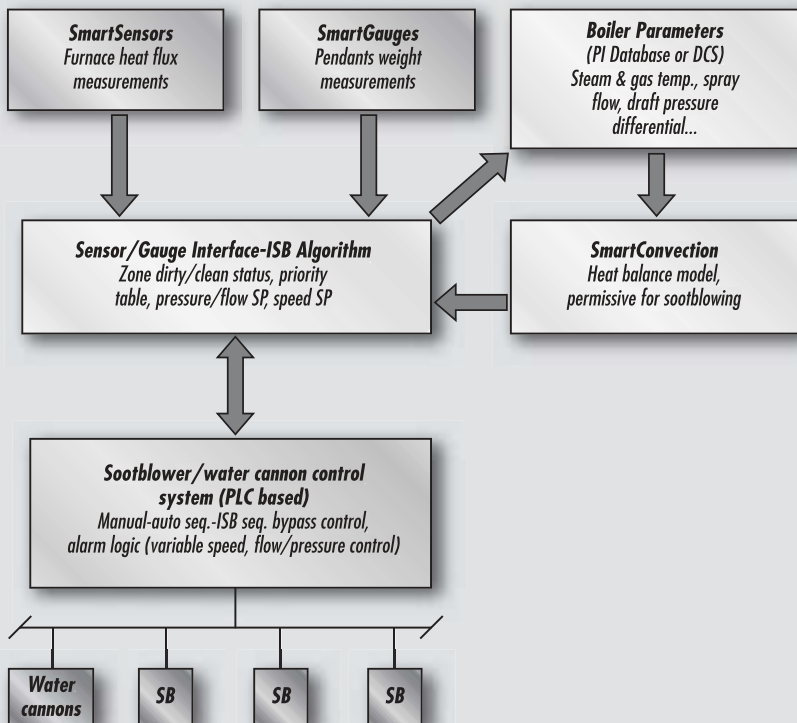 SmartSensors
Furnace heat flux
measurements
SmartGauges
Pendants weight
measurements
Boiler Parameters
(PI Database or DCS)
Steam & gas temp., spray
flow, draft pressure
differential...
Sensor/Gauge Interface-ISB Algorithm
Zone dirty/clean status, priority
table, pressure/flow SP, speed SP
SmartConvection
Heat balance model,
permissive for sootblowing
Sootblower/water cannon control
system (PLC based)
Manual-auto seq.-ISB seq. bypass control,
alarm logic (variable speed, flow/pressure control)
Water
cannons
SB
SB
SB